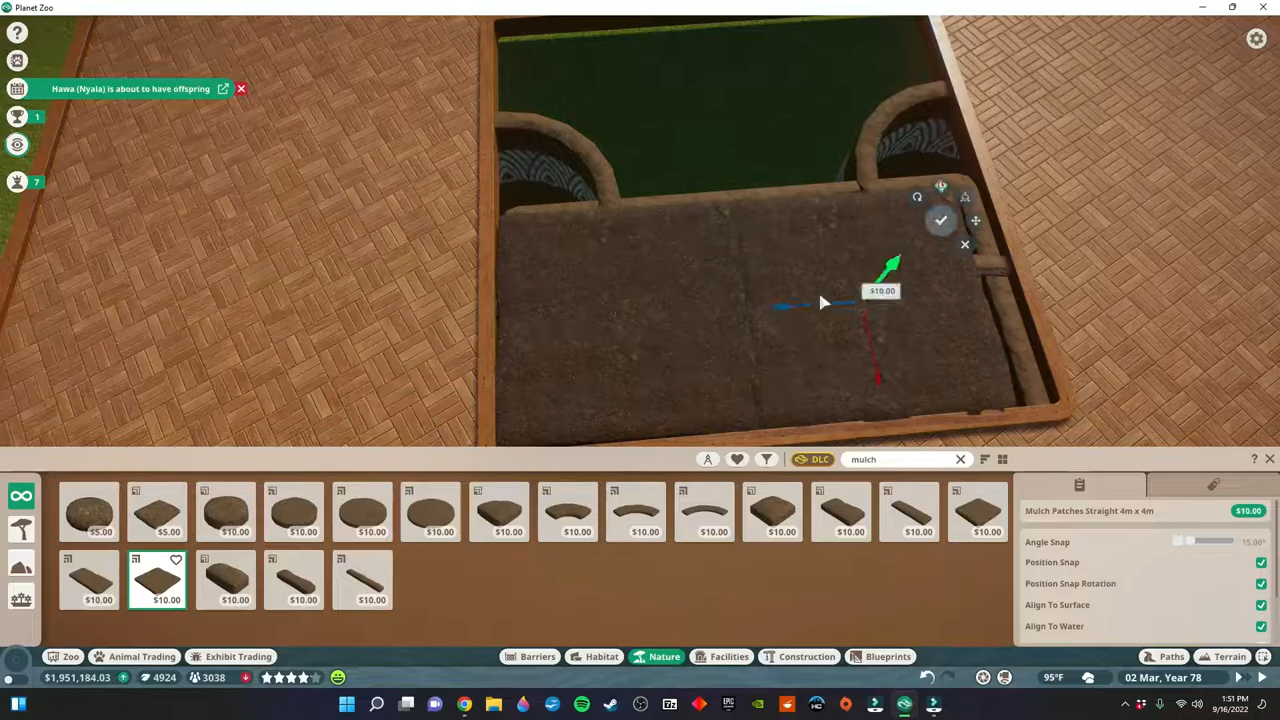 Planet Zoo
Hawa (Nyala) is about to have offspring
1
7
$10.00
DLC
mulch
$5.00 $5.00 $10.00 $10.00 $10.00 $10.00 $10.00 $10.00 $10.00 $10.00 $10.00 $10.00 $10.00 $10.00
$10.00 $10.00 $10.00 $10.00 $10.00
Mulch Patches Straight 4m x 4m $10.00
Angle Snap 15.00°
Position Snap
Position Snap Rotation
Align To Surface
Align To Water
Zoo Animal Trading Exhibit Trading Barriers Habitat Nature Facilities Construction Blueprints Paths Terrain
$1,951,184.03 4924 3038 95°F 02 Mar, Year 78
1:51 PM
9/16/2022